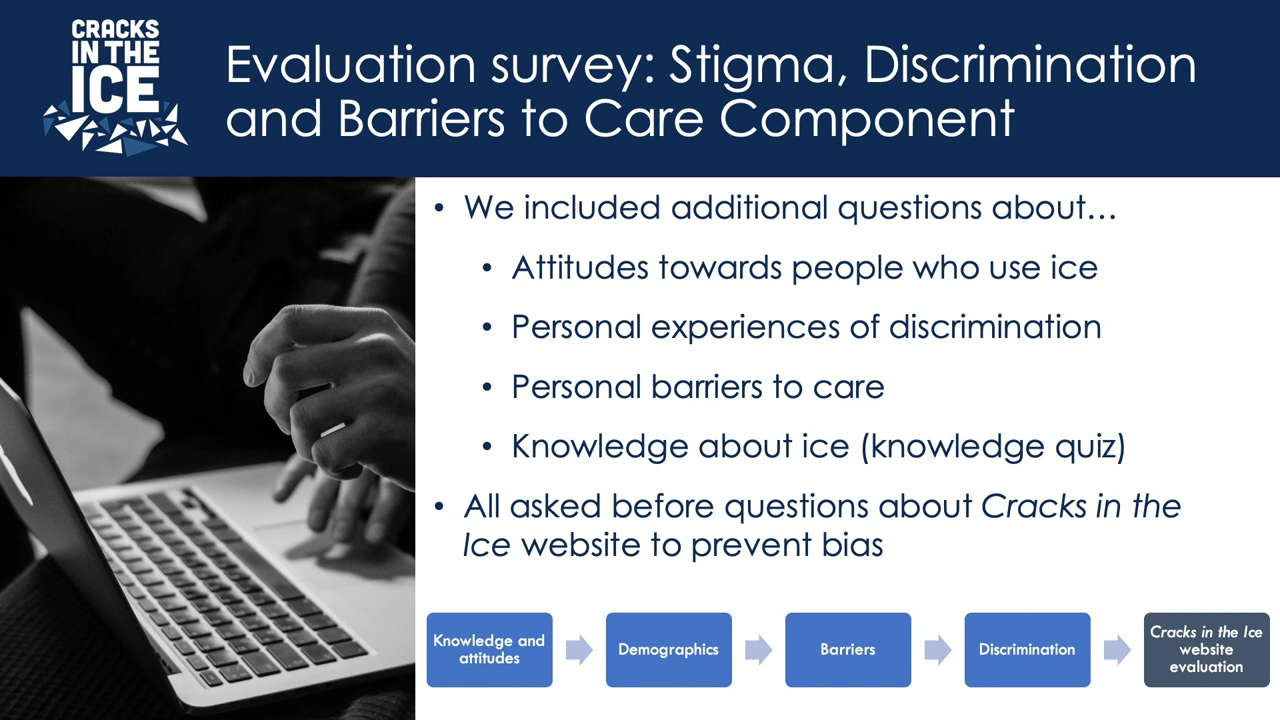 CRACKS
IN THE
ICE
Evaluation survey: Stigma, Discrimination
and Barriers to Care Component
• We included additional questions about…
• Attitudes towards people who use ice
• Personal experiences of discrimination
• Personal barriers to care
• Knowledge about ice (knowledge quiz)
• All asked before questions about Cracks in the
Ice website to prevent bias
Knowledge and
attitudes
Demographics
Barriers
Discrimination
Cracks in the Ice
website
evaluation